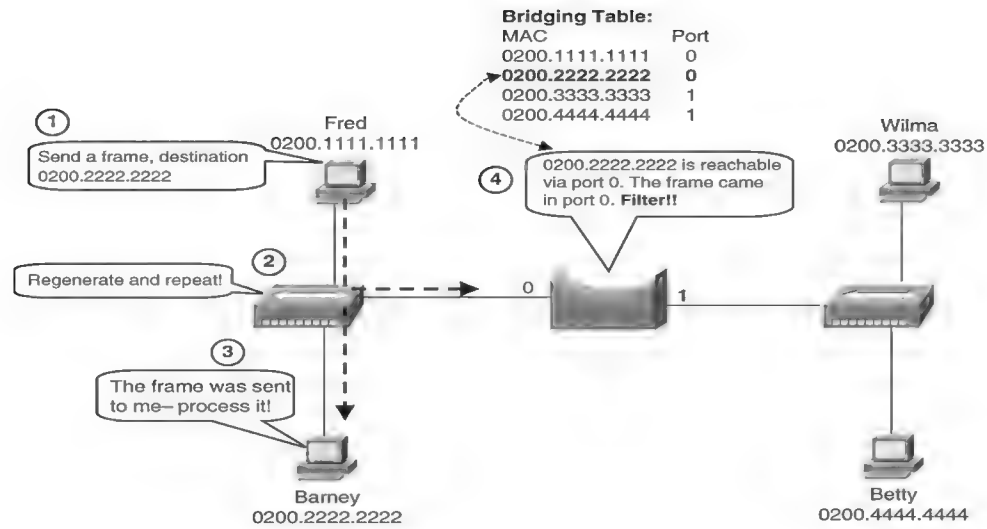 Bridging Table:
MAC Port
0200.1111.1111 0
0200.2222.2222 0
0200.3333.3333 1
0200.4444.4444 1
1
Fred
0200.1111.1111
Send a frame, destination
0200.2222.2222
Wilma
0200.3333.3333
4
0200.2222.2222 is reachable
via port 0. The frame came
in port 0. Filter!!
2
Regenerate and repeat!
0
1
3
The frame was sent
to me–process it!
Barney
0200.2222.2222
Betty
0200.4444.4444